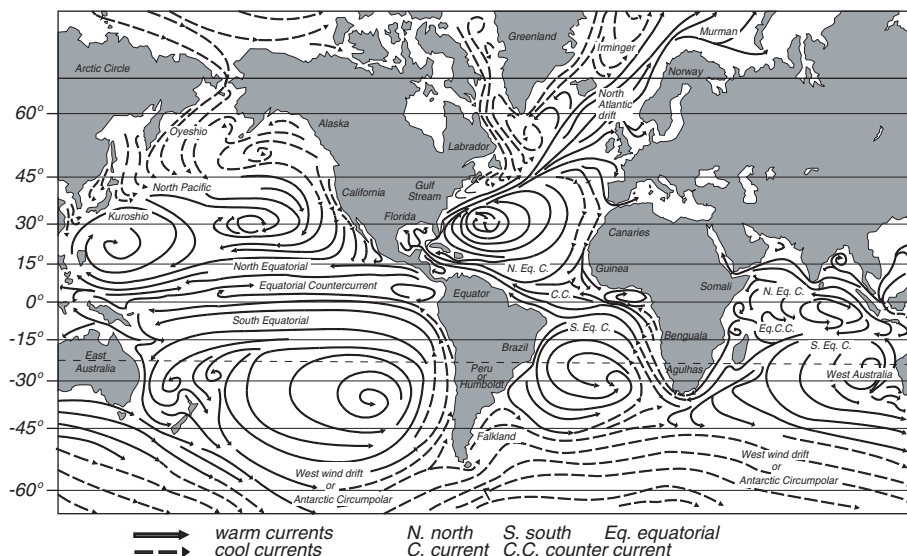 Greenland
Irminger
Murman
Arctic Circle
Norway
North
Atlantic
drift
60°
Oyeshio
Alaska
Labrador
45°
North Pacific
California
Gulf
Stream
Kuroshio
Florida
30°
Canaries
15°
North Equatorial
N. Eq. C.
Guinea
Somali
Equatorial Countercurrent
Equator
C.C.
N. Eq. C.
0°
South Equatorial
S. Eq. C.
Eq.C.C.
-15°
Brazil
Benguala
S. Eq. C.
East
Australia
Peru
or
Humboldt
Agulhas
West Australia
-30°
-45°
Falkland
West wind drift
or
Antarctic Circumpolar
West wind drift
or
Antarctic Circumpolar
-60°
warm currents N. north S. south Eq. equatorial
cool currents C. current C.C. counter current